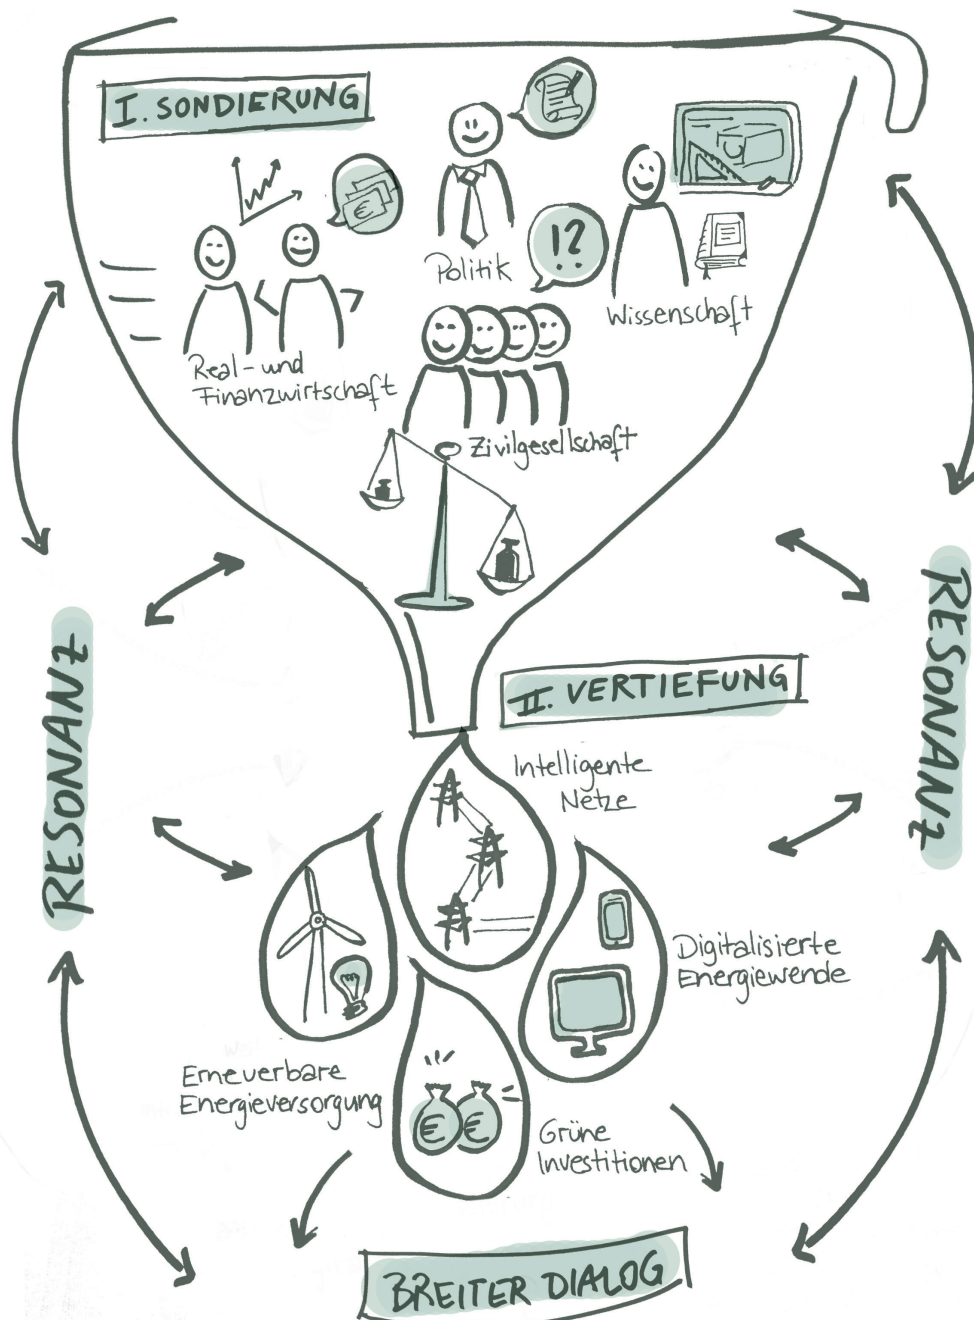 I. SONDIERUNG
€
Politik
!?
Wissenschaft
Real- und
Finanzwirtschaft
Zivilgesellschaft
RESONANZ
RESONANZ
II. VERTIEFUNG
Intelligente
Netze
Digitalisierte
Energiewende
Erneuerbare
Energieversorgung
€ €
Grüne
Investitionen
BREITER DIALOG